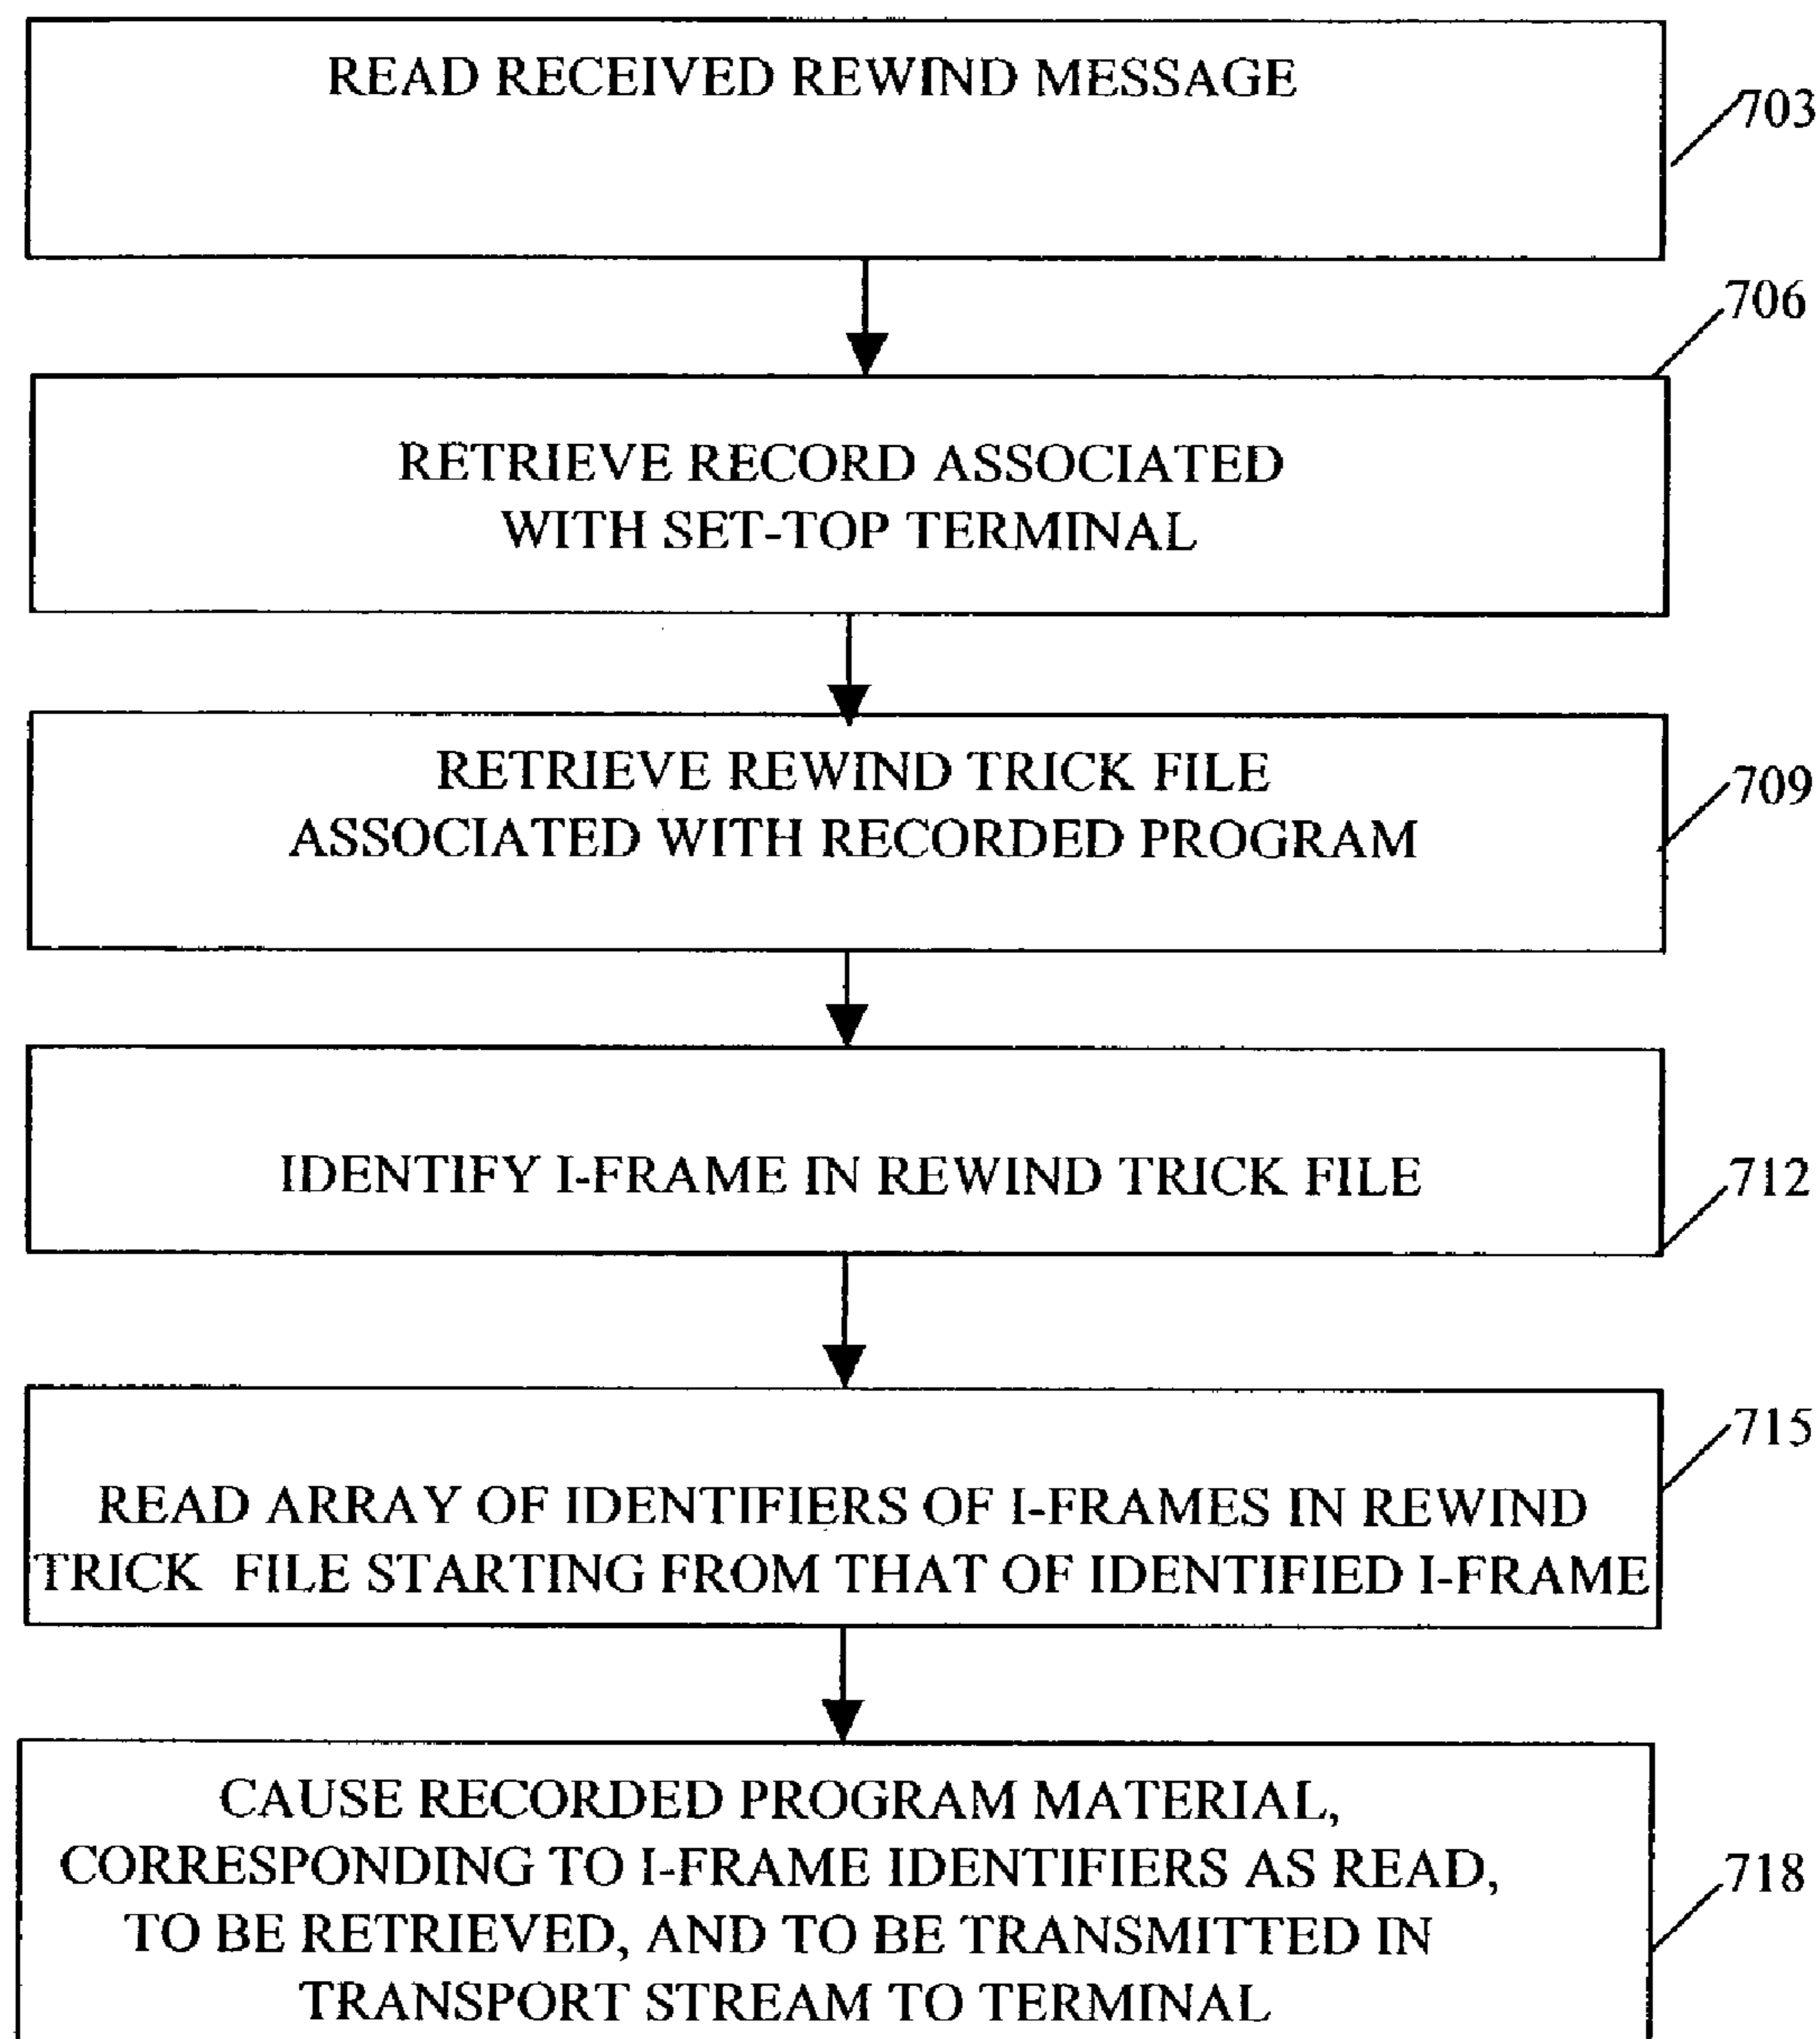 READ RECEIVED REWIND MESSAGE
703
706
RETRIEVE RECORD ASSOCIATED
WITH SET-TOP TERMINAL
RETRIEVE REWIND TRICK FILE
ASSOCIATED WITH RECORDED PROGRAM
709
IDENTIFY I-FRAME IN REWIND TRICK FILE
712
715
READ ARRAY OF IDENTIFIERS OF I-FRAMES IN REWIND
TRICK FILE STARTING FROM THAT OF IDENTIFIED I-FRAME
CAUSE RECORDED PROGRAM MATERIAL,
CORRESPONDING TO I-FRAME IDENTIFIERS AS READ,
718
TO BE RETRIEVED, AND TO BE TRANSMITTED IN
TRANSPORT STREAM TO TERMINAL